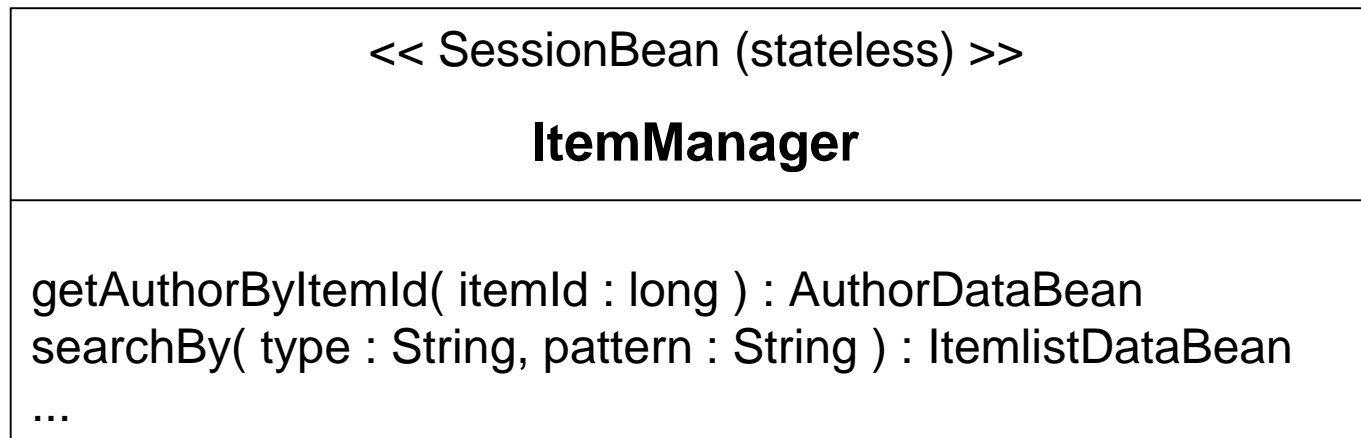 << SessionBean (stateless) >>
ItemManager
getAuthorByItemId( itemId : long ) : AuthorDataBean
searchBy( type : String, pattern : String ) : ItemlistDataBean
...